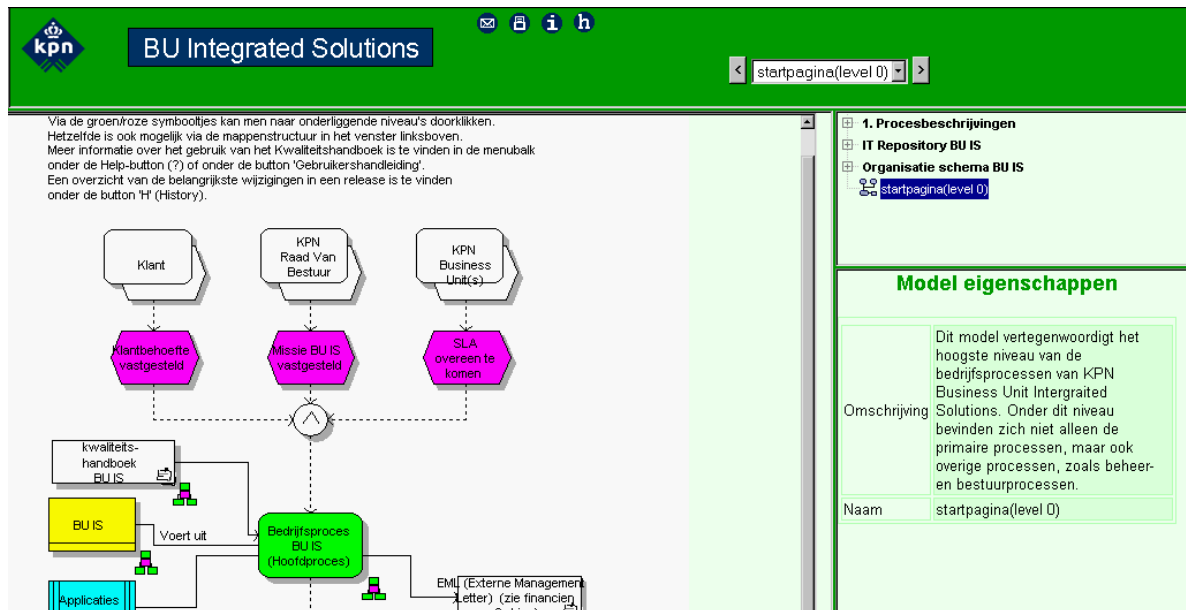 kpn
BU Integrated Solutions
i
h
<
startpagina(level 0)
>
Via de groen/roze symbooltjes kan men naar onderliggende niveau's doorklikken.
Hetzelfde is ook mogelijk via de mappenstructuur in het venster linksboven.
Meer informatie over het gebruik van het Kwaliteitshandboek is te vinden in de menubalk
onder de Help-button (?) of onder de button 'Gebruikershandleiding'.
Een overzicht van de belangrijkste wijzigingen in een release is te vinden
onder de button 'H' (History).
Klant
KPN
Raad Van
Bestuur
KPN
Business
Unit(s)
Klantbehoefte
vastgesteld
Missie BU IS
vastgesteld
SLA
overeen te
komen
kwaliteits-
handboek
BU IS
BU IS
Voert uit
Bedrijfsproces
BU IS
(Hoofdproces)
Applicaties
EML (Externe Management
Letter) (zie financien
1. Procesbeschrijvingen
IT Repository BU IS
Organisatie schema BU IS
startpagina(level 0)
Model eigenschappen
Omschrijving
Dit model vertegenwoordigt het
hoogste niveau van de
bedrijfsprocessen van KPN
Business Unit Intergraited
Solutions. Onder dit niveau
bevinden zich niet alleen de
primaire processen, maar ook
overige processen, zoals beheer-
en bestuurprocessen.
Naam
startpagina(level 0)